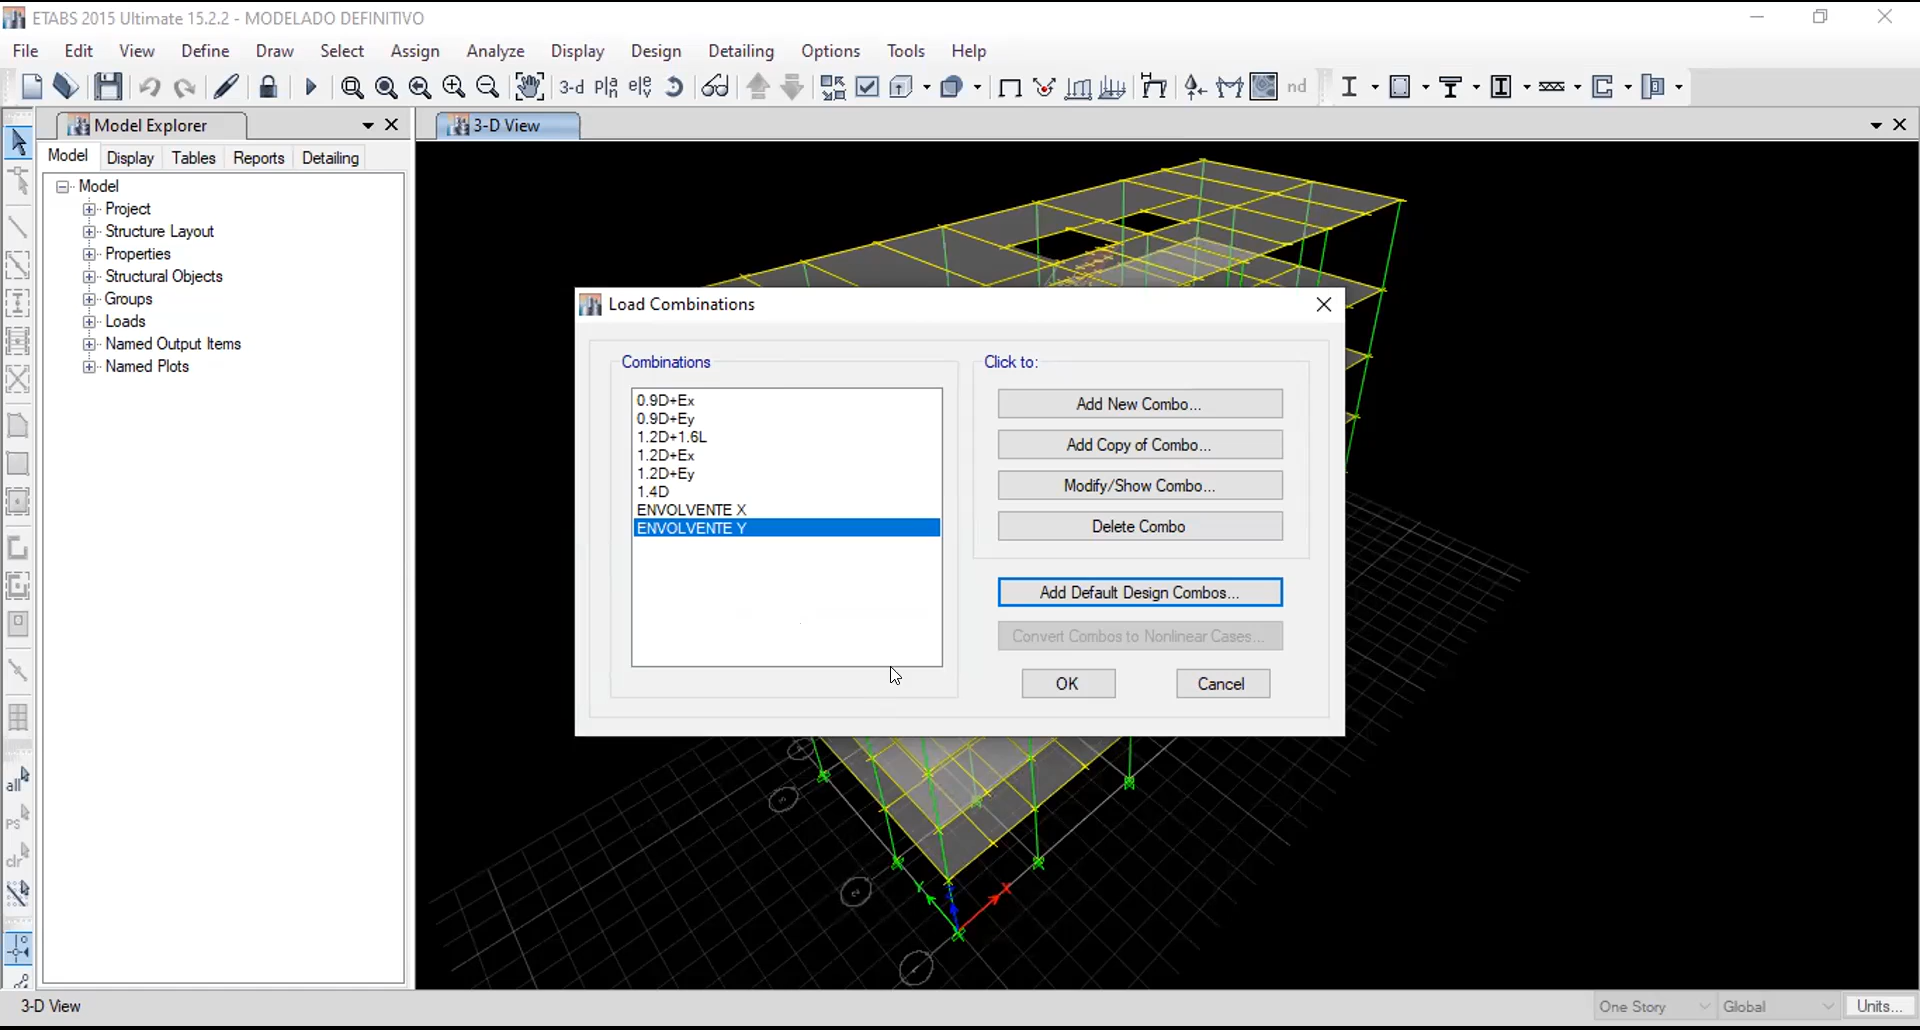 ETABS 2015 Ultimate 15.2.2 - MODELADO DEFINITIVO
File Edit View Define Draw Select Assign Analyze Display Design Detailing Options Tools Help
3-d nd
Model Explorer
3-D View
Model Display Tables Reports Detailing
Model
Project
Structure Layout
Properties
Structural Objects
Groups
Loads
Named Output Items
Named Plots
all
ps
clr
Load Combinations
Combinations
0.9D+Ex
0.9D+Ey
1.2D+1.6L
1.2D+Ex
1.2D+Ey
1.4D
ENVOLVENTE X
ENVOLVENTE Y
Click to:
Add New Combo...
Add Copy of Combo...
Modify/Show Combo...
Delete Combo
Add Default Design Combos...
Convert Combos to Nonlinear Cases...
OK
Cancel
Y
X
3-D View
One Story
Global
Units...